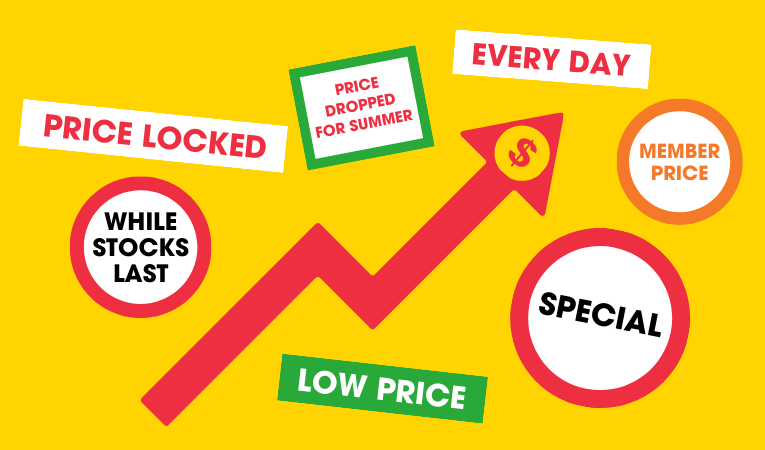 EVERY DAY
PRICE
DROPPED
FOR SUMMER
PRICE LOCKED
MEMBER
PRICE
WHILE
STOCKS
LAST
$
SPECIAL
LOW PRICE